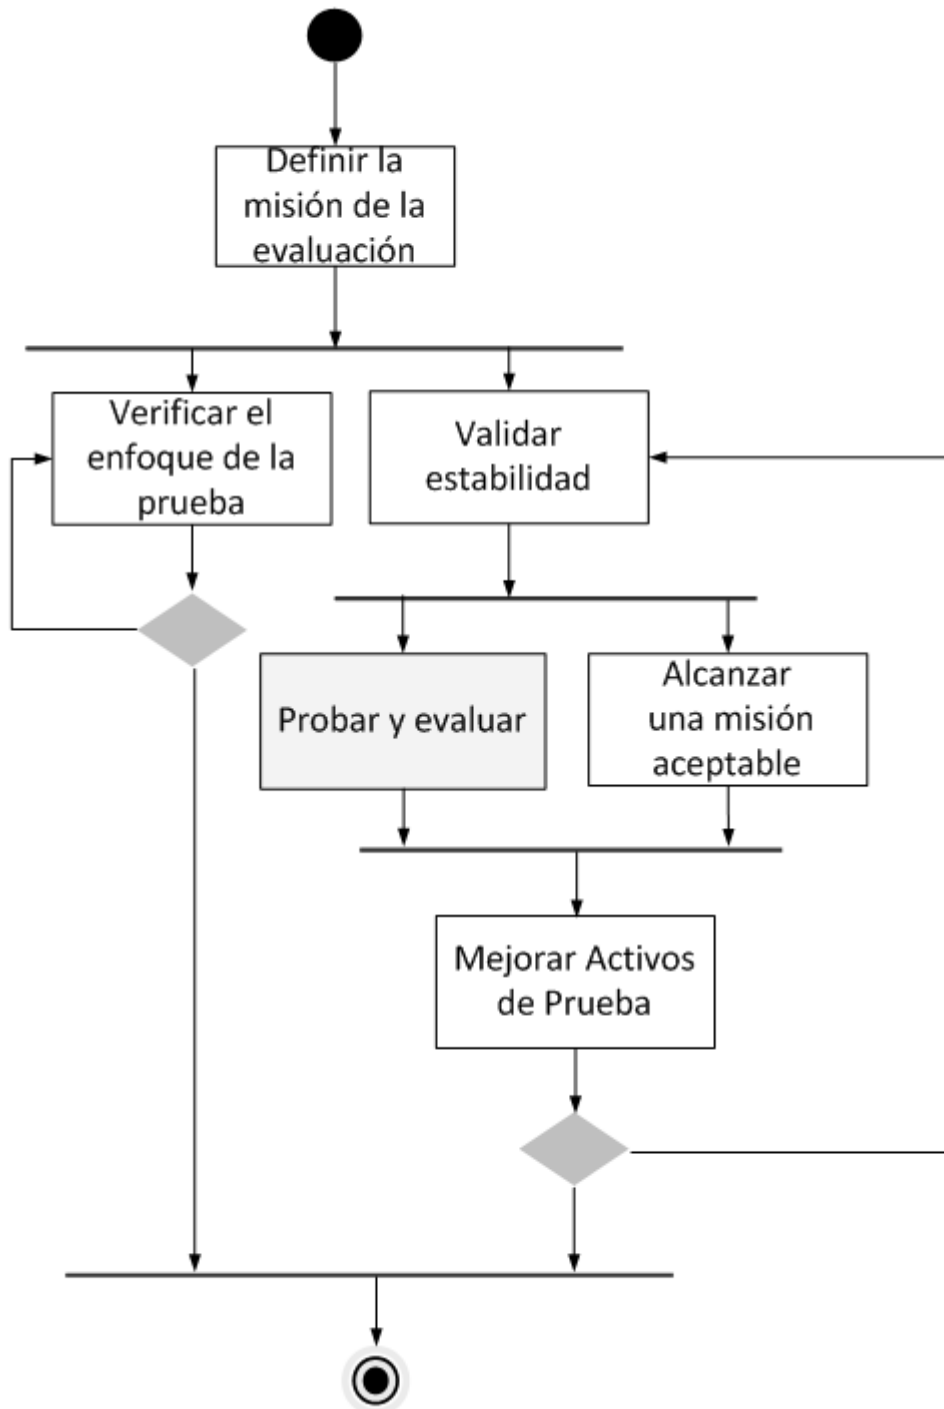 Definir la
misión de la
evaluación
Verificar el
enfoque de la
prueba
Validar
estabilidad
Probar y evaluar
Alcanzar
una misión
aceptable
Mejorar Activos
de Prueba